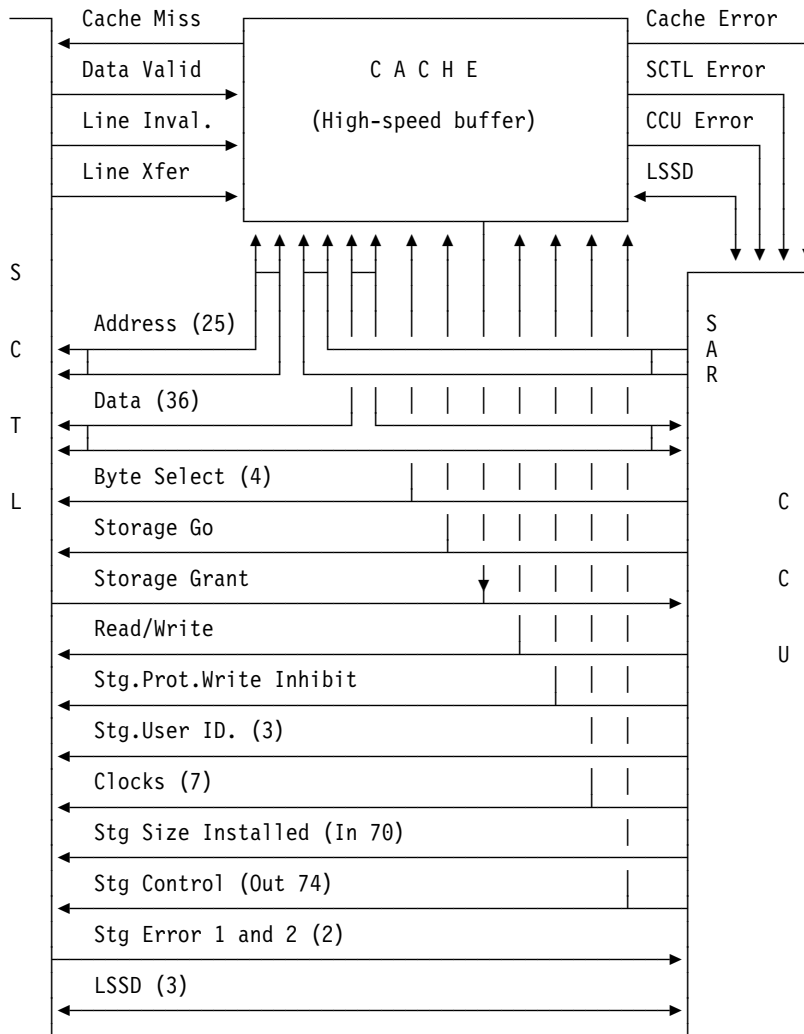 Cache Miss
Cache Error
Data Valid
C A C H E
SCTL Error
Line Inval.
(High-speed buffer)
CCU Error
Line Xfer
LSSD
S
C
T
L
Address (25)
S
A
R
Data (36)
Byte Select (4)
Storage Go
Storage Grant
Read/Write
Stg.Prot.Write Inhibit
Stg.User ID. (3)
Clocks (7)
Stg Size Installed (In 70)
Stg Control (Out 74)
Stg Error 1 and 2 (2)
LSSD (3)
C
C
U